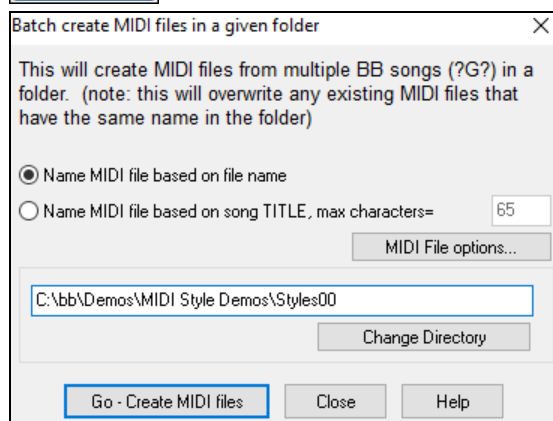 Batch create MIDI files in a given folder
This will create MIDI files from multiple BB songs (?G?) in a
folder. (note: this will overwrite any existing MIDI files that
have the same name in the folder)
Name MIDI file based on file name
Name MIDI file based on song TITLE, max characters= 65
MIDI File options...
C:\bb\Demos\MIDI Style Demos\Styles00
Change Directory
Go - Create MIDI files Close Help